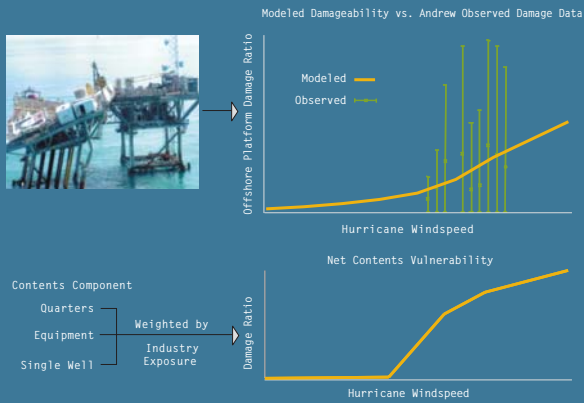 Modeled Damageability vs. Andrew Observed Damage Data
Offshore Platform Damage Ratio
Modeled
Observed
Hurricane Windspeed
Net Contents Vulnerability
Contents Component
Quarters
Equipment
Single Well
Weighted by
Industry
Exposure
Damage Ratio
Hurricane Windspeed